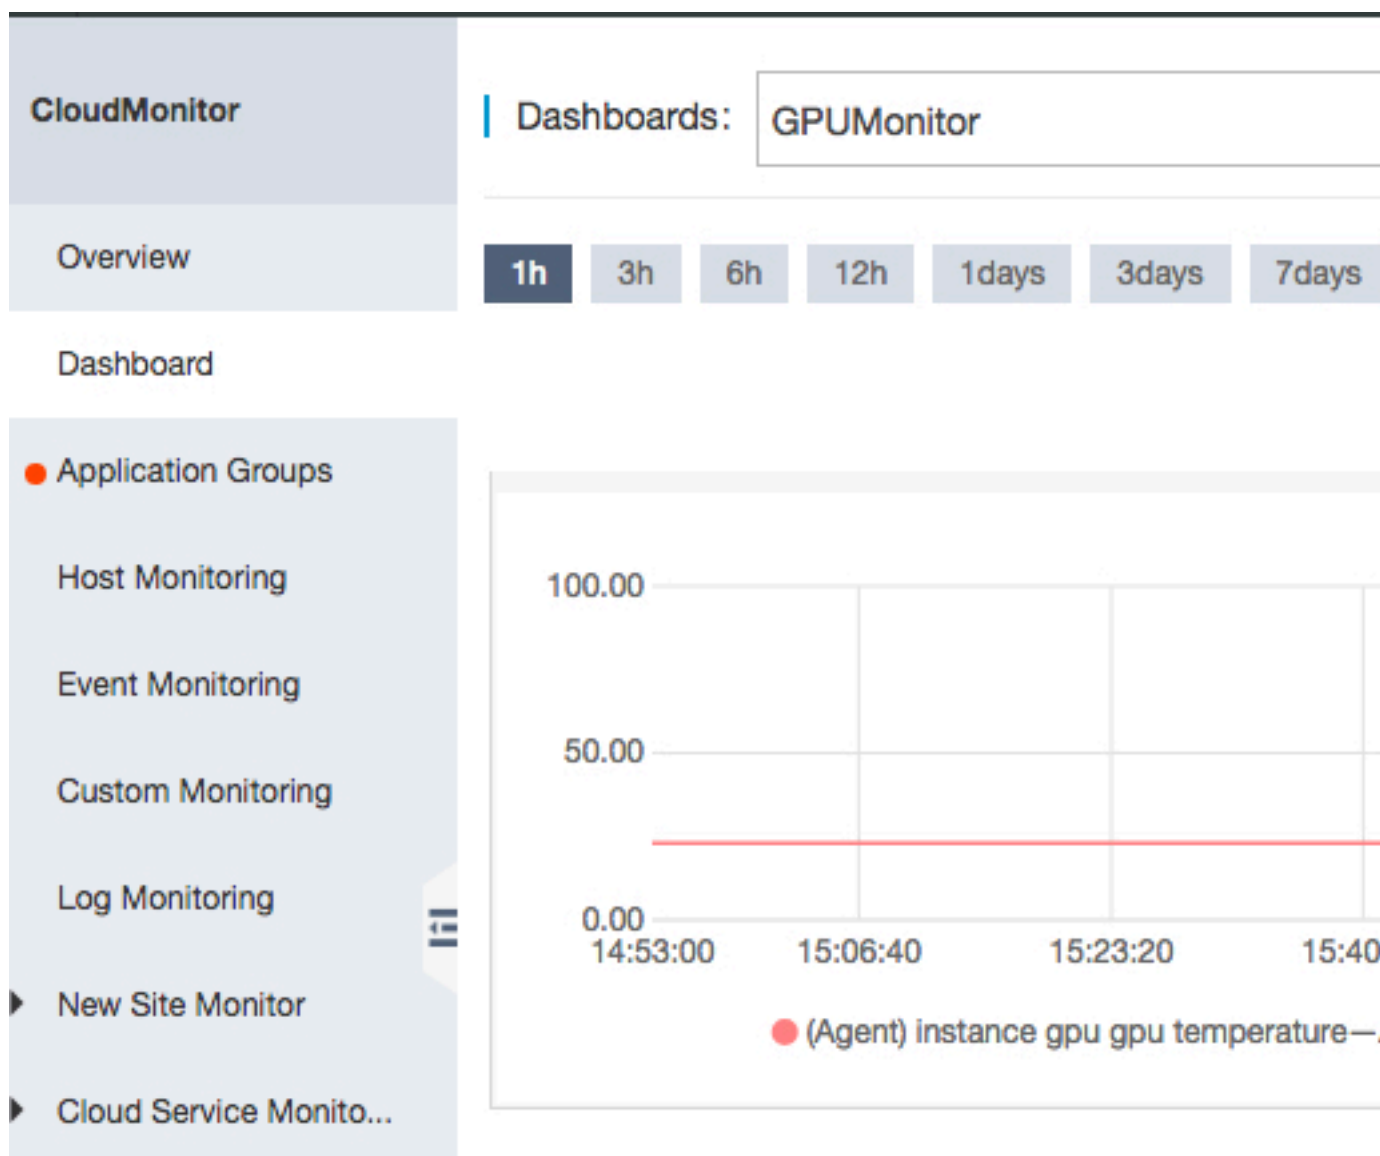 CloudMonitor
Overview
Dashboard
Application Groups
Host Monitoring
Event Monitoring
Custom Monitoring
Log Monitoring
New Site Monitor
Cloud Service Monito...
Dashboards: GPUMonitor
1h 3h 6h 12h 1days 3days 7days
100.00
50.00
0.00
14:53:00 15:06:40 15:23:20 15:40
(Agent) instance gpu gpu temperature—